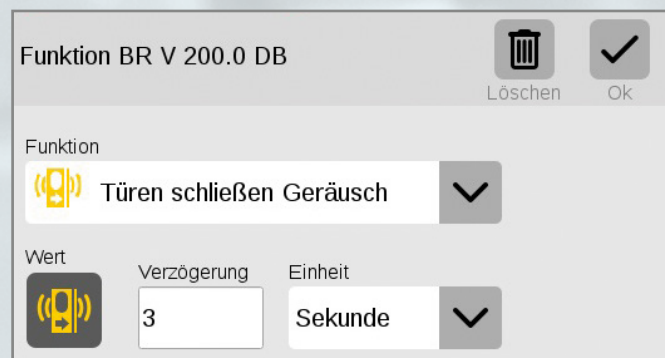 Funktion BR V 200.0 DB
Löschen
Ok
Funktion
Türen schließen Geräusch
Wert
Verzögerung
Einheit
3
Sekunde